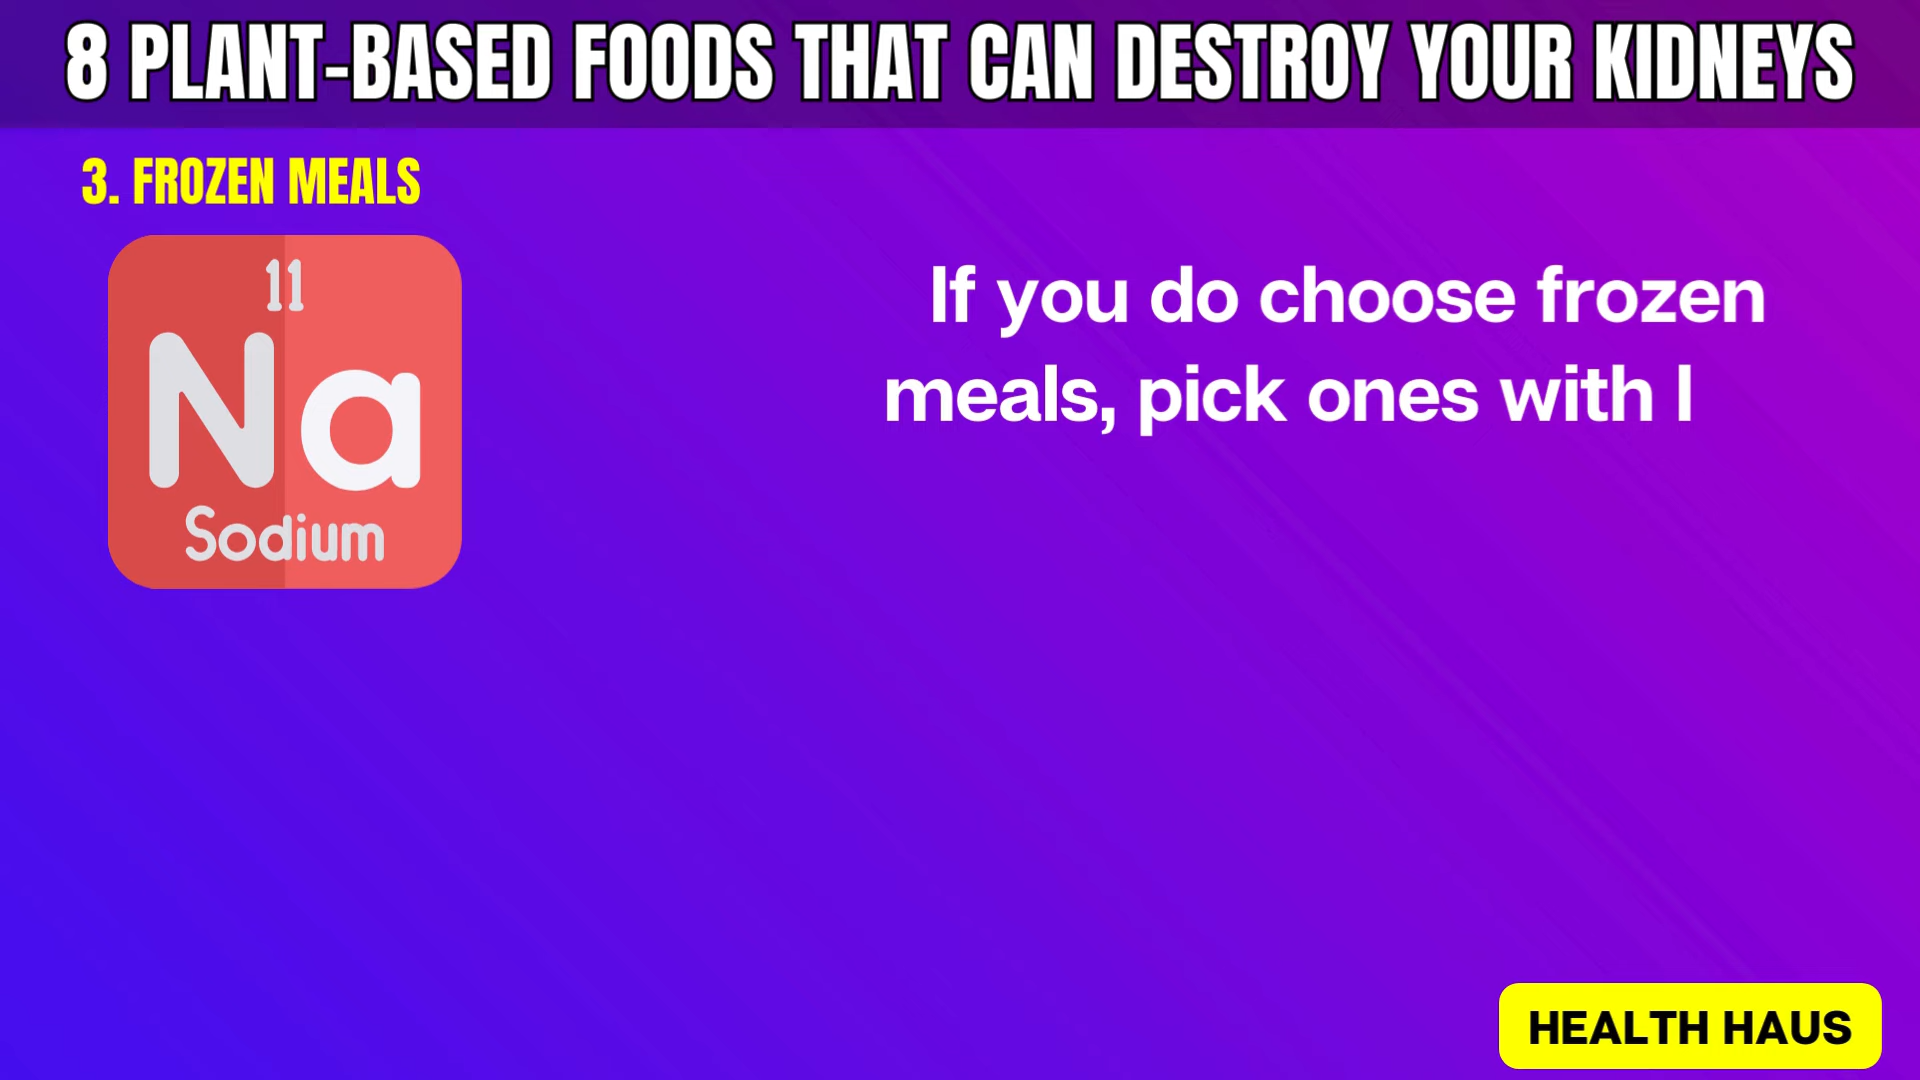 8 PLANT-BASED FOODS THAT CAN DESTROY YOUR KIDNEYS
3. FROZEN MEALS
11
Na
Sodium
If you do choose frozen
meals, pick ones with l
HEALTH HAUS